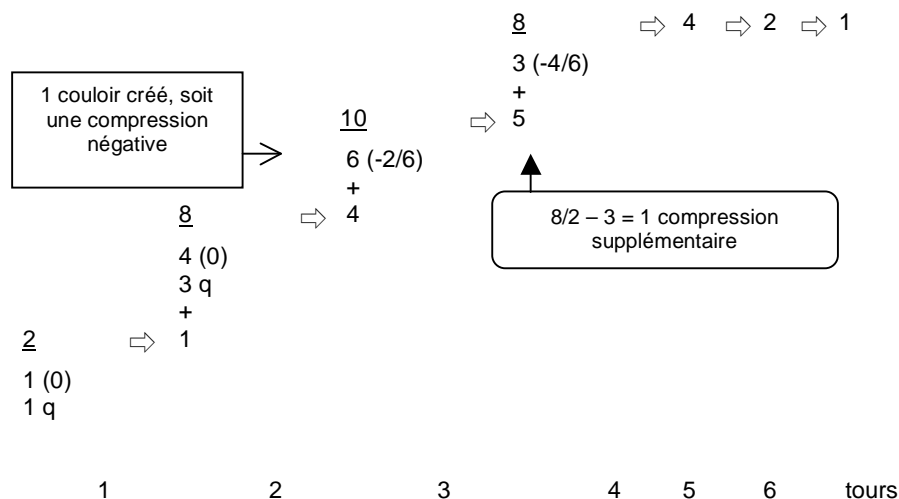 8 ⇨ 4 ⇨ 2 ⇨ 1
3 (-4/6)
+
⇨ 5
1 couloir créé, soit
une compression
négative
10
6 (-2/6)
+
⇨ 4
8/2 – 3 = 1 compression
supplémentaire
8
4 (0)
3 q
+
2 ⇨ 1
1 (0)
1 q
1 2 3 4 5 6 tours